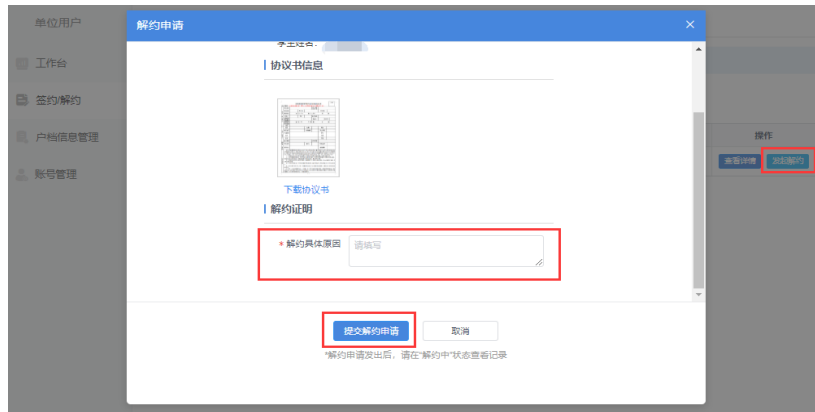 单位用户
解约申请
学生姓名：
工作台
协议书信息
签约/解约
户档信息管理
操作
查看详情 发起解约
账号管理
下载协议书
解约证明
* 解约具体原因 请填写
提交解约申请 取消
*解约申请发出后，请在"解约中"状态查看记录